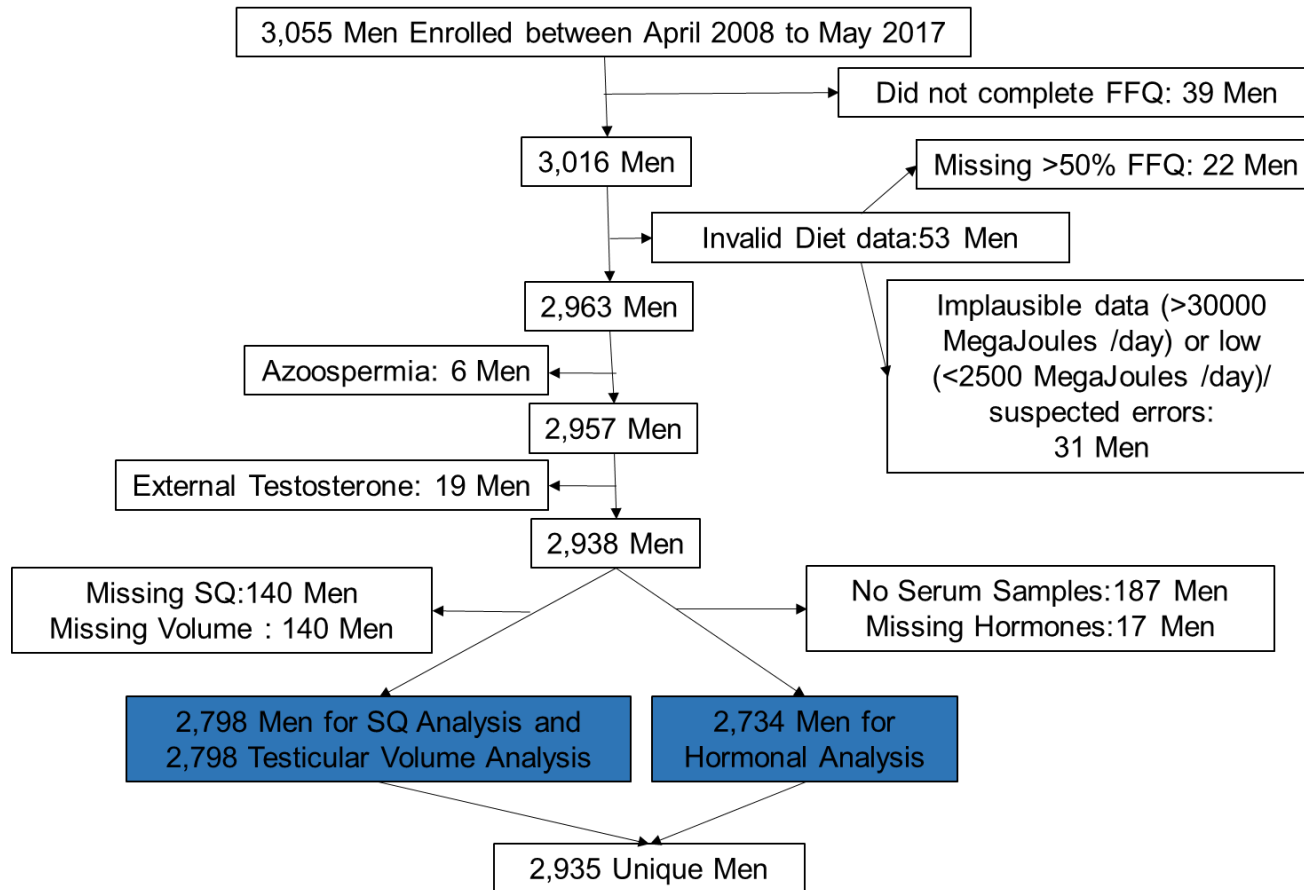 3,055 Men Enrolled between April 2008 to May 2017
Did not complete FFQ: 39 Men
3,016 Men
Missing >50% FFQ: 22 Men
Invalid Diet data:53 Men
2,963 Men
Implausible data (>30000
MegaJoules /day) or low
(<2500 MegaJoules /day)/
suspected errors:
31 Men
Azoospermia: 6 Men
2,957 Men
External Testosterone: 19 Men
2,938 Men
Missing SQ:140 Men
Missing Volume : 140 Men
No Serum Samples:187 Men
Missing Hormones:17 Men
2,798 Men for SQ Analysis and
2,798 Testicular Volume Analysis
2,734 Men for
Hormonal Analysis
2,935 Unique Men